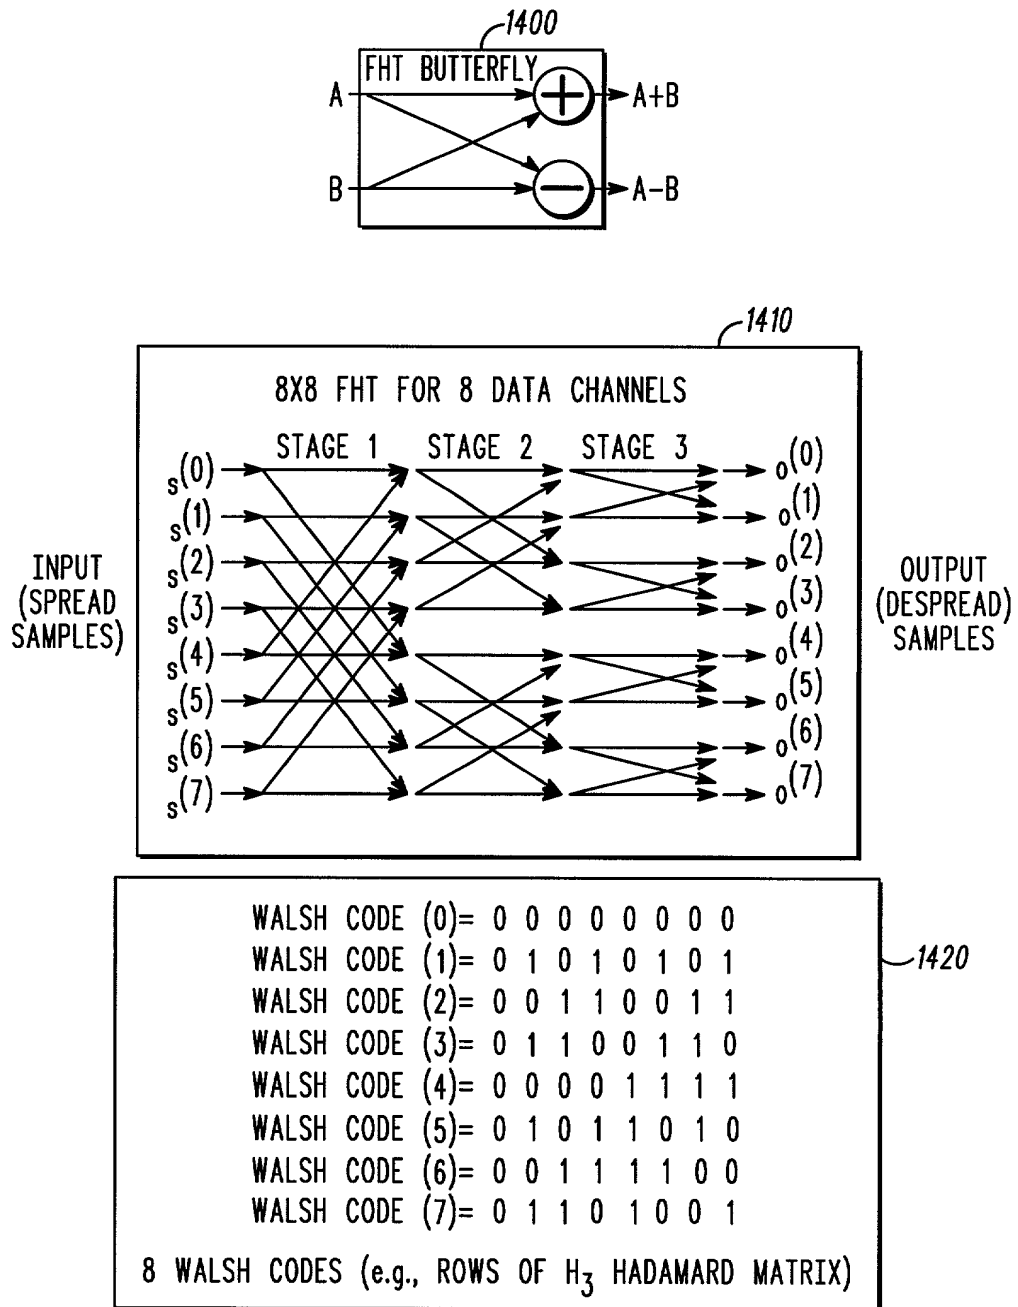 1400
FHT BUTTERFLY
A
+
A+B
B
−
A−B
1410
8X8 FHT FOR 8 DATA CHANNELS
STAGE 1 STAGE 2 STAGE 3
s(0) o(0)
s(1) o(1)
s(2) o(2)
s(3) o(3)
s(4) o(4)
s(5) o(5)
s(6) o(6)
s(7) o(7)
INPUT
(SPREAD
SAMPLES)
OUTPUT
(DESPREAD)
SAMPLES
1420
WALSH CODE (0)= 0 0 0 0 0 0 0 0
WALSH CODE (1)= 0 1 0 1 0 1 0 1
WALSH CODE (2)= 0 0 1 1 0 0 1 1
WALSH CODE (3)= 0 1 1 0 0 1 1 0
WALSH CODE (4)= 0 0 0 0 1 1 1 1
WALSH CODE (5)= 0 1 0 1 1 0 1 0
WALSH CODE (6)= 0 0 1 1 1 1 0 0
WALSH CODE (7)= 0 1 1 0 1 0 0 1
8 WALSH CODES (e.g., ROWS OF H3 HADAMARD MATRIX)